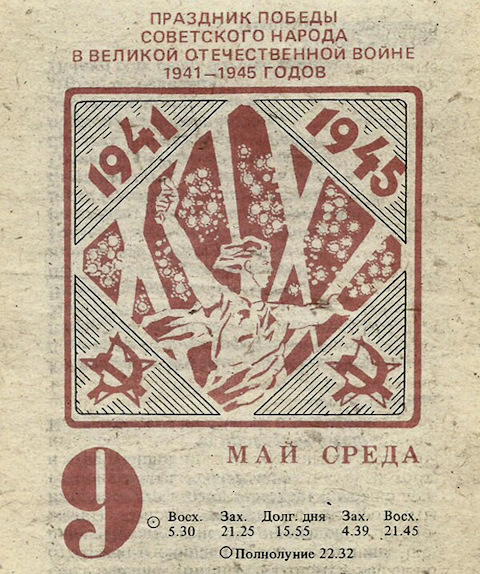 ПРАЗДНИК ПОБЕДЫ
СОВЕТСКОГО НАРОДА
В ВЕЛИКОЙ ОТЕЧЕСТВЕННОЙ ВОЙНЕ
1941—1945 ГОДОВ
1941
1945
МАЙ СРЕДА
9
Восх. Зах. Долг. дня Зах. Восх.
5.30 21.25 15.55 4.39 21.45
Полнолуние 22.32